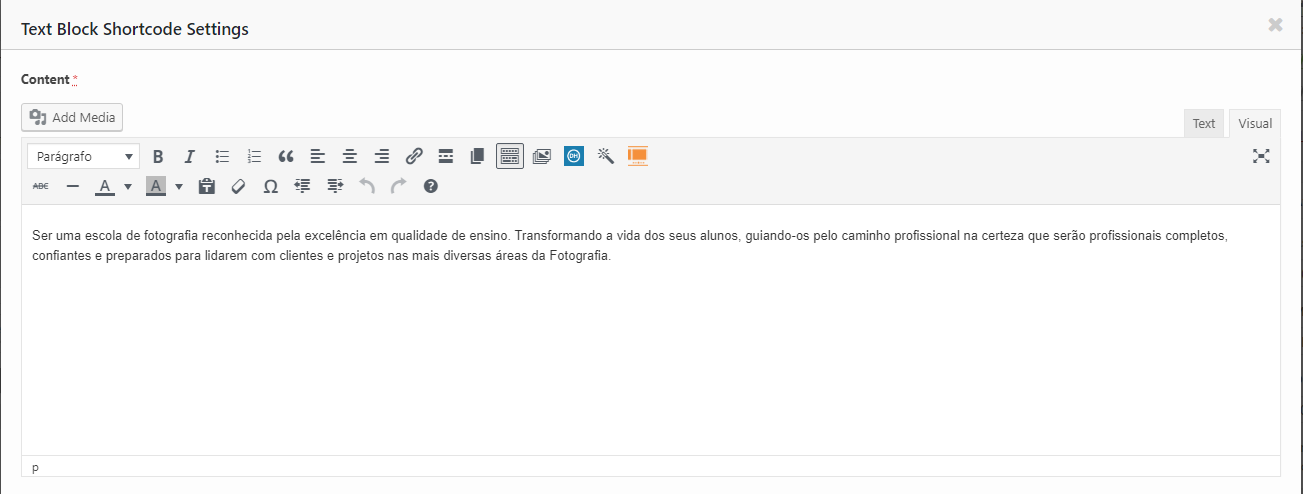 Text Block Shortcode Settings
Content *
Add Media
Text Visual
Parágrafo B I
ABC A A Ω
Ser uma escola de fotografia reconhecida pela excelência em qualidade de ensino. Transformando a vida dos seus alunos, guiando-os pelo caminho profissional na certeza que serão profissionais completos,
confiantes e preparados para lidarem com clientes e projetos nas mais diversas áreas da Fotografia.
p